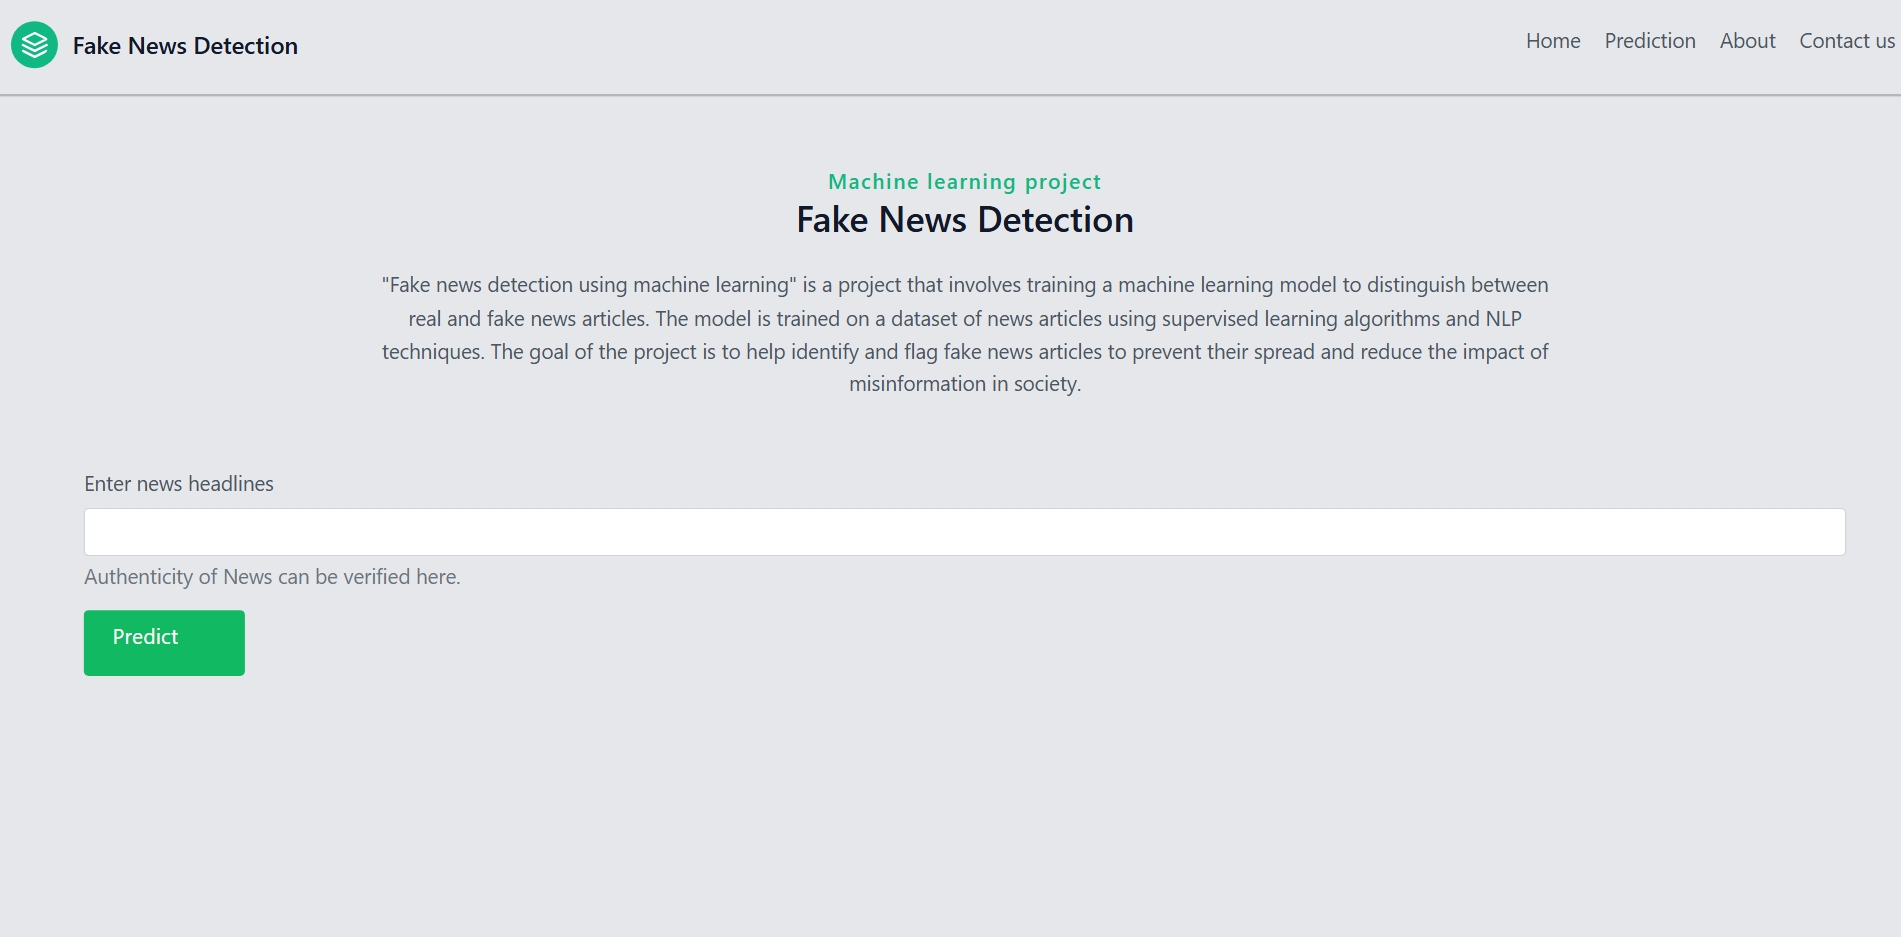 Fake News Detection
Home Prediction About Contact us
Machine learning project
Fake News Detection
"Fake news detection using machine learning" is a project that involves training a machine learning model to distinguish between
real and fake news articles. The model is trained on a dataset of news articles using supervised learning algorithms and NLP
techniques. The goal of the project is to help identify and flag fake news articles to prevent their spread and reduce the impact of
misinformation in society.
Enter news headlines
Authenticity of News can be verified here.
Predict